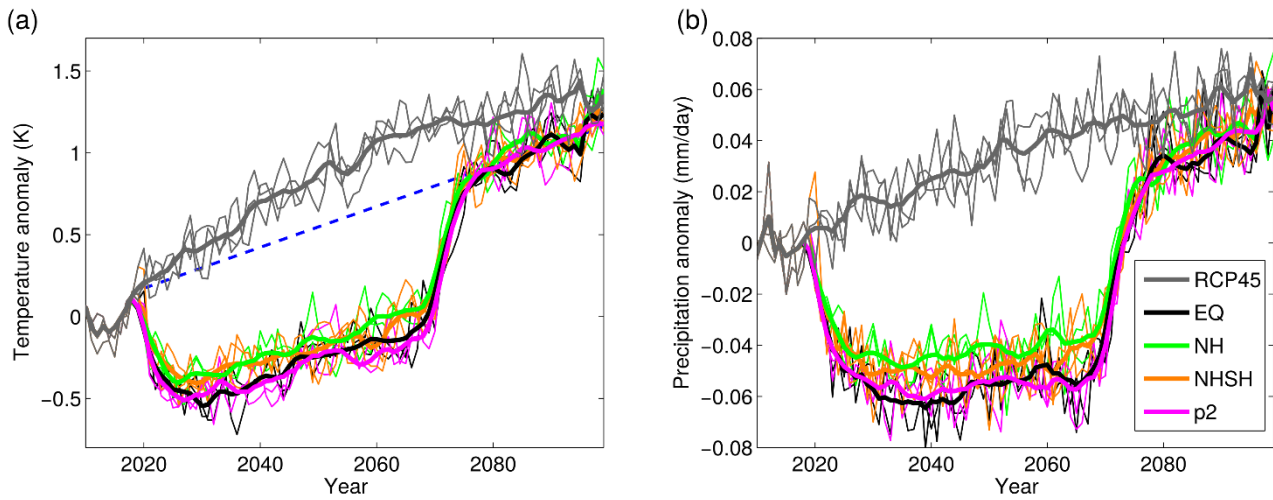 (a)
Temperature anomaly (K)
1.5
1
0.5
0
−0.5
2020 2040 2060 2080
Year
(b)
Precipitation anomaly (mm/day)
0.08
0.06
0.04
0.02
0
−0.02
−0.04
−0.06
−0.08
RCP45
EQ
NH
NHSH
p2
2020 2040 2060 2080
Year